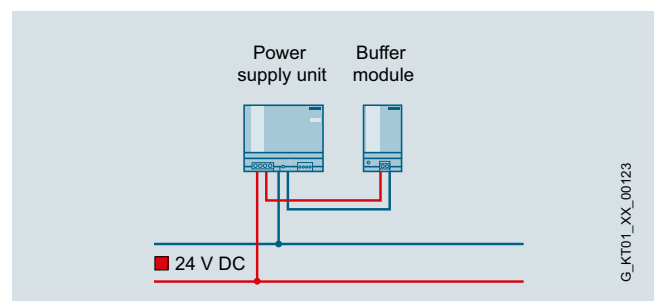 Power
supply unit
Buffer
module
24 V DC
G_KT01_XX_00123